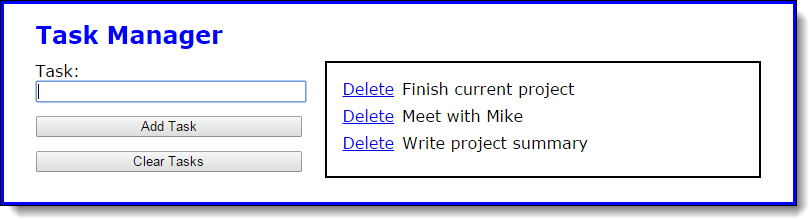 Task Manager
Task:
Add Task
Clear Tasks
Delete Finish current project
Delete Meet with Mike
Delete Write project summary